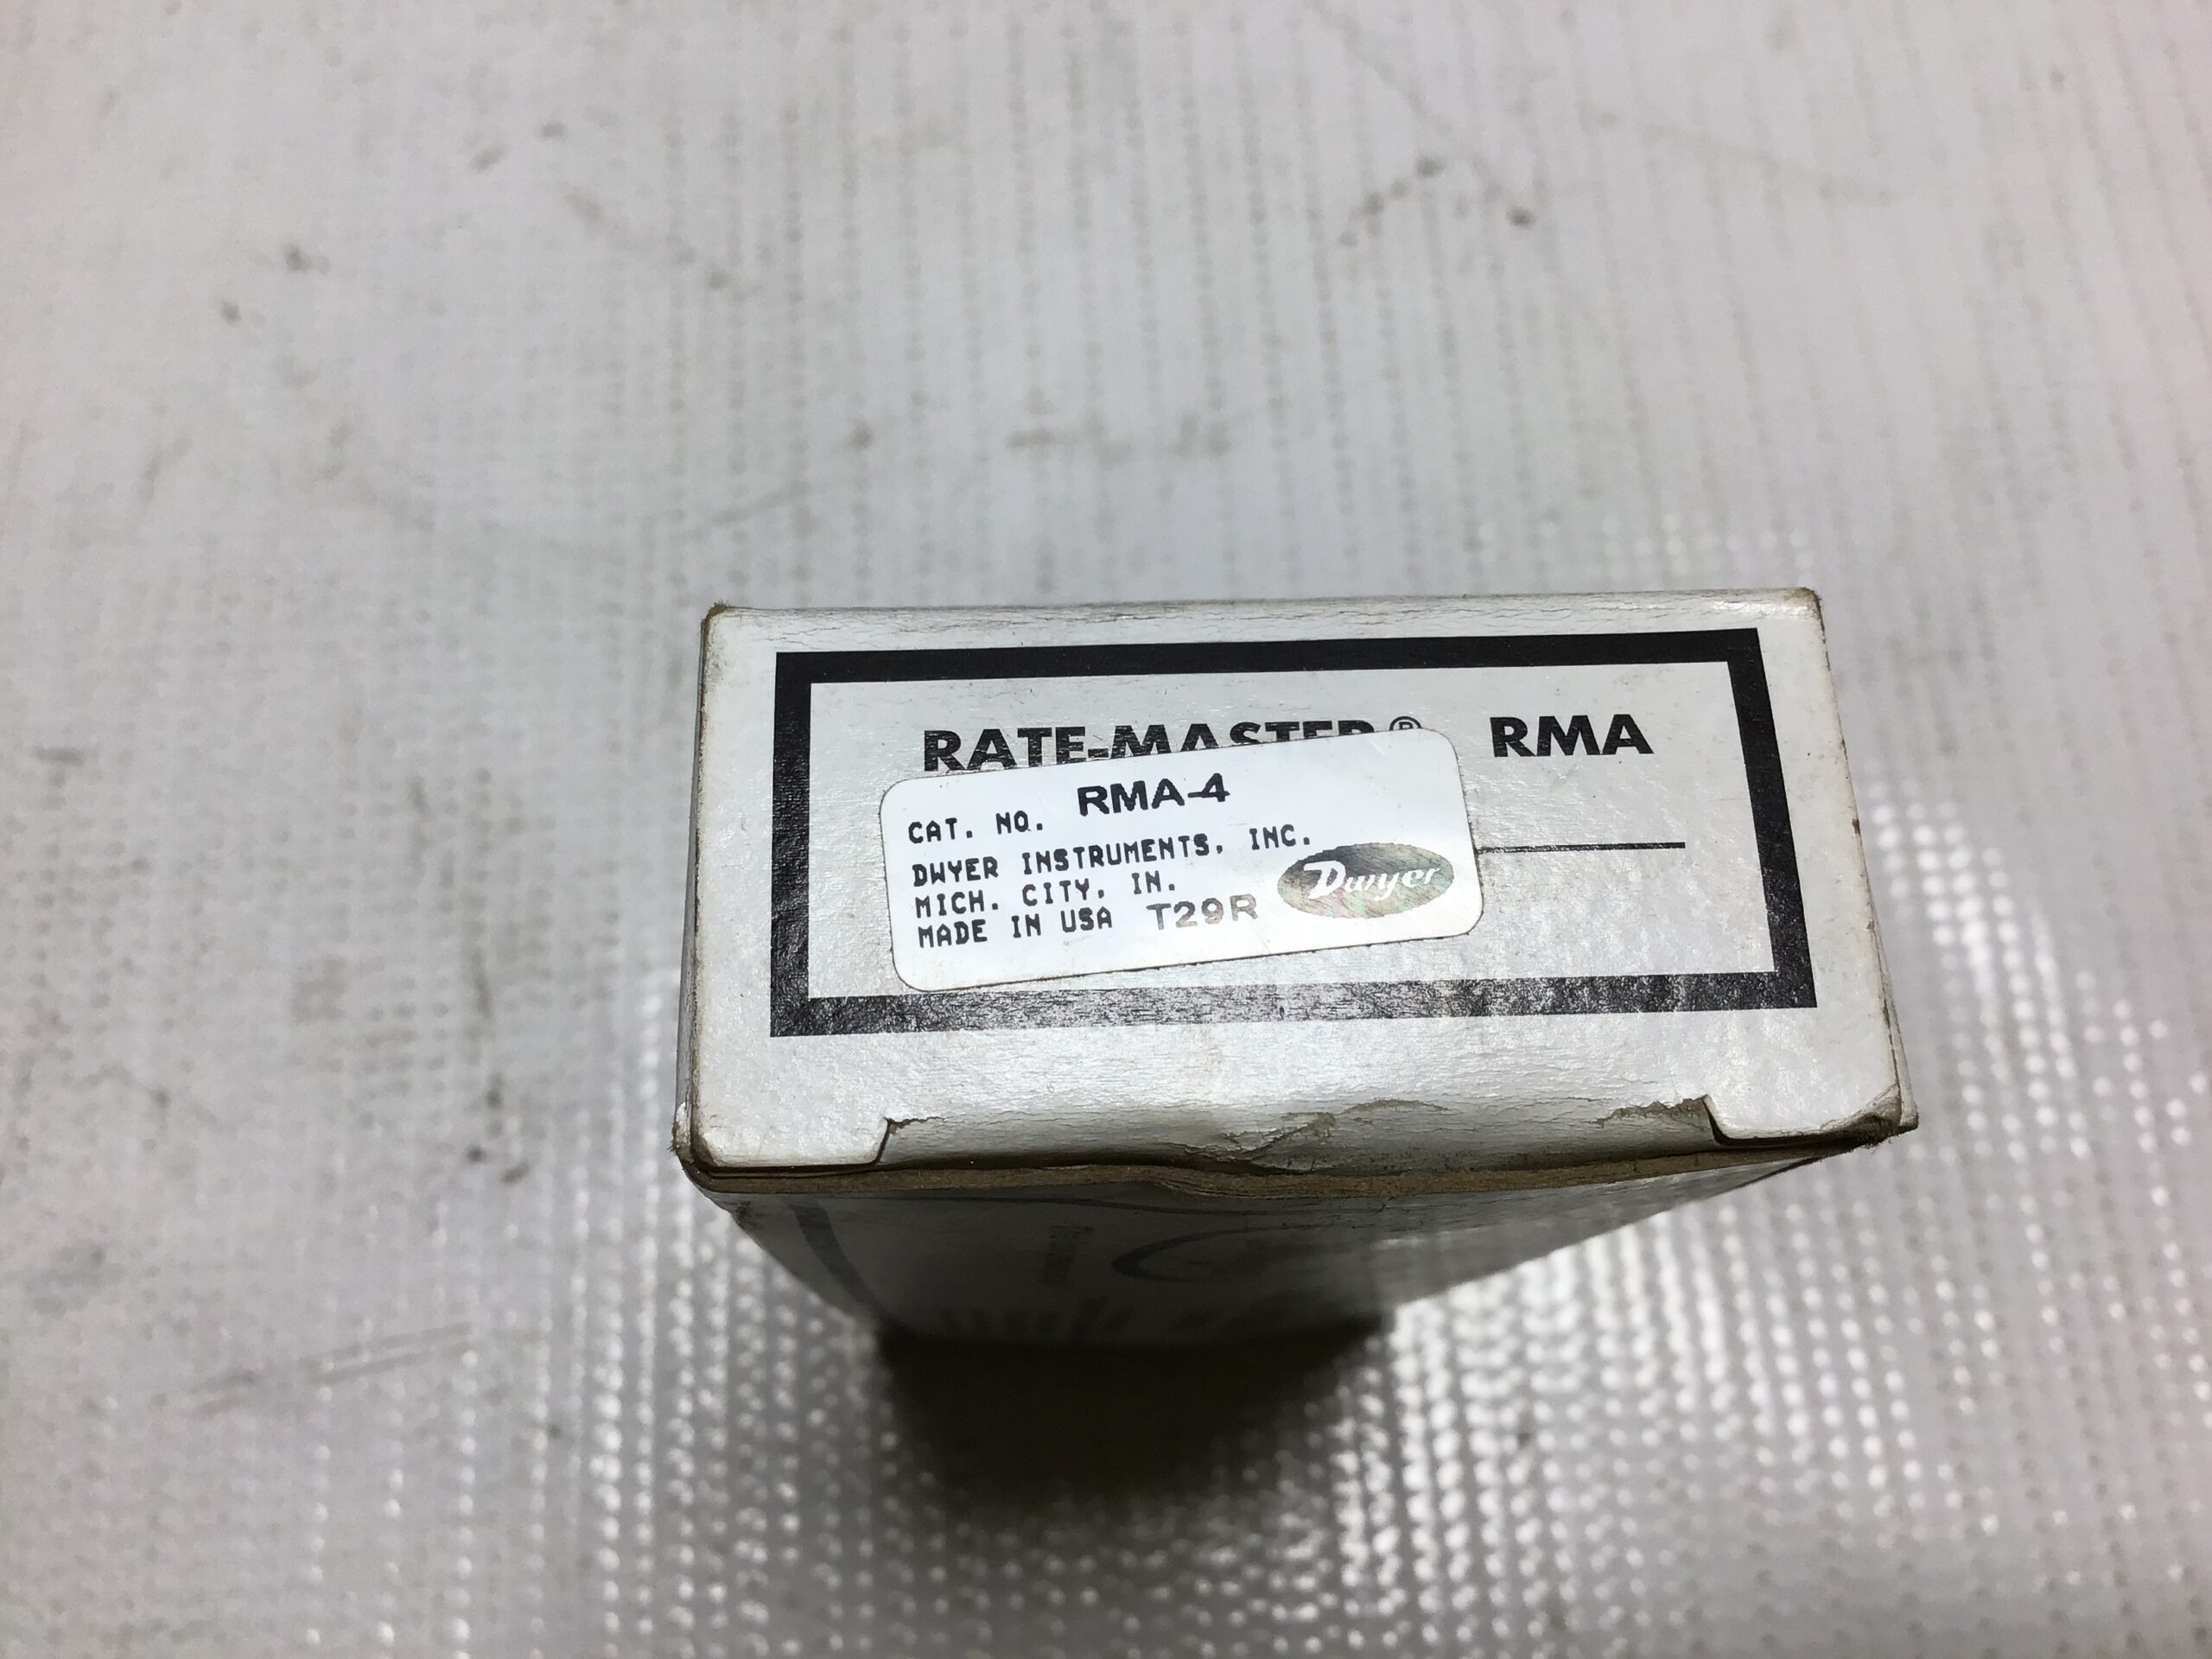 RATE-MASTER® RMA
CAT. NO. RMA-4
DWYER INSTRUMENTS, INC.
MICH. CITY, IN.
MADE IN USA T29R
Dwyer